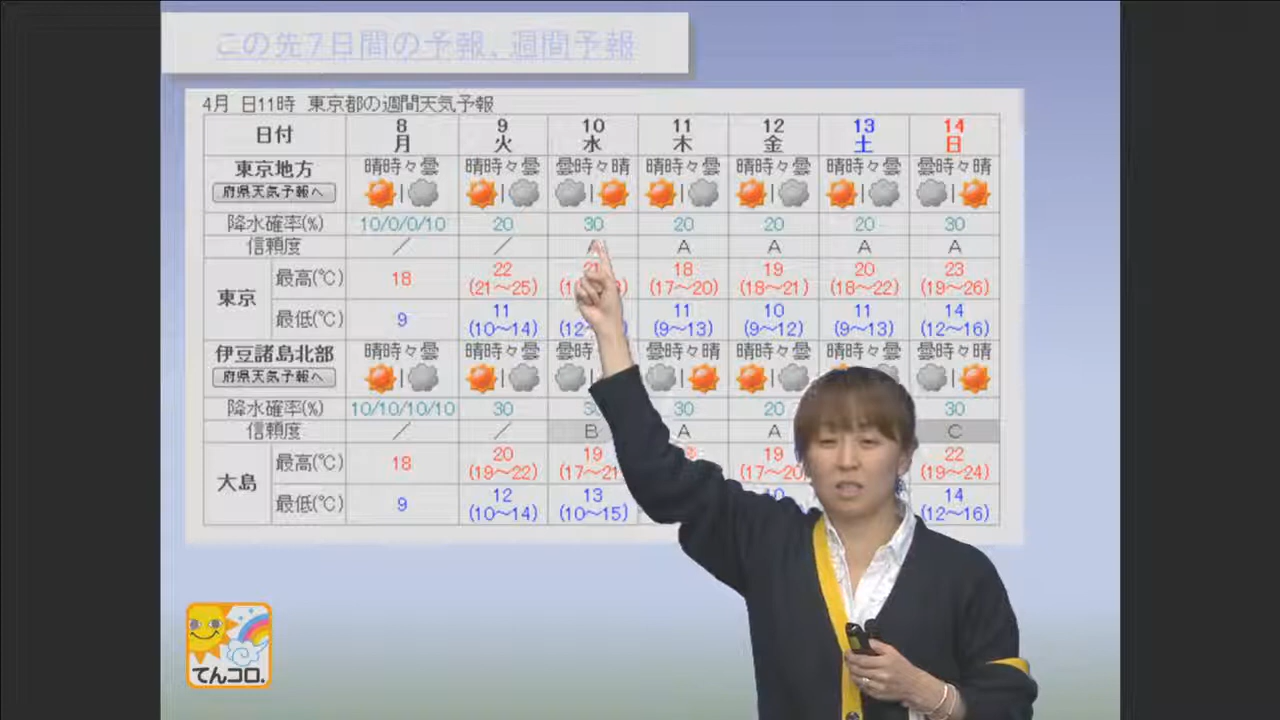 この先7日間の予報、週間予報
4月 日11時 東京都の週間天気予報
日付 8 月 9 火 10 水 11 木 12 金 13 土 14 日
東京地方 晴時々曇 晴時々曇 曇時々晴 晴時々曇 晴時々曇 晴時々曇 曇時々晴
府県天気予報へ
降水確率(%) 10/0/0/10 20 30 20 20 20 30
信頼度 / / A A A A
東京 最高(℃) 18 22 (21~25) 18 (17~20) 19 (18~21) 20 (18~22) 23 (19~26)
最低(℃) 9 11 (10~14) 11 (9~13) 10 (9~12) 11 (9~13) 14 (12~16)
伊豆諸島北部 晴時々曇 晴時々曇 曇時 曇時々晴 晴時々曇 晴時々曇 曇時々晴
府県天気予報へ
降水確率(%) 10/10/10/10 30 30 20 30
信頼度 / / B A A C
大島 最高(℃) 18 20 (19~22) 19 19 22 (19~24)
最低(℃) 9 12 (10~14) 13 (10~15) 14 (12~16)
てんコロ.